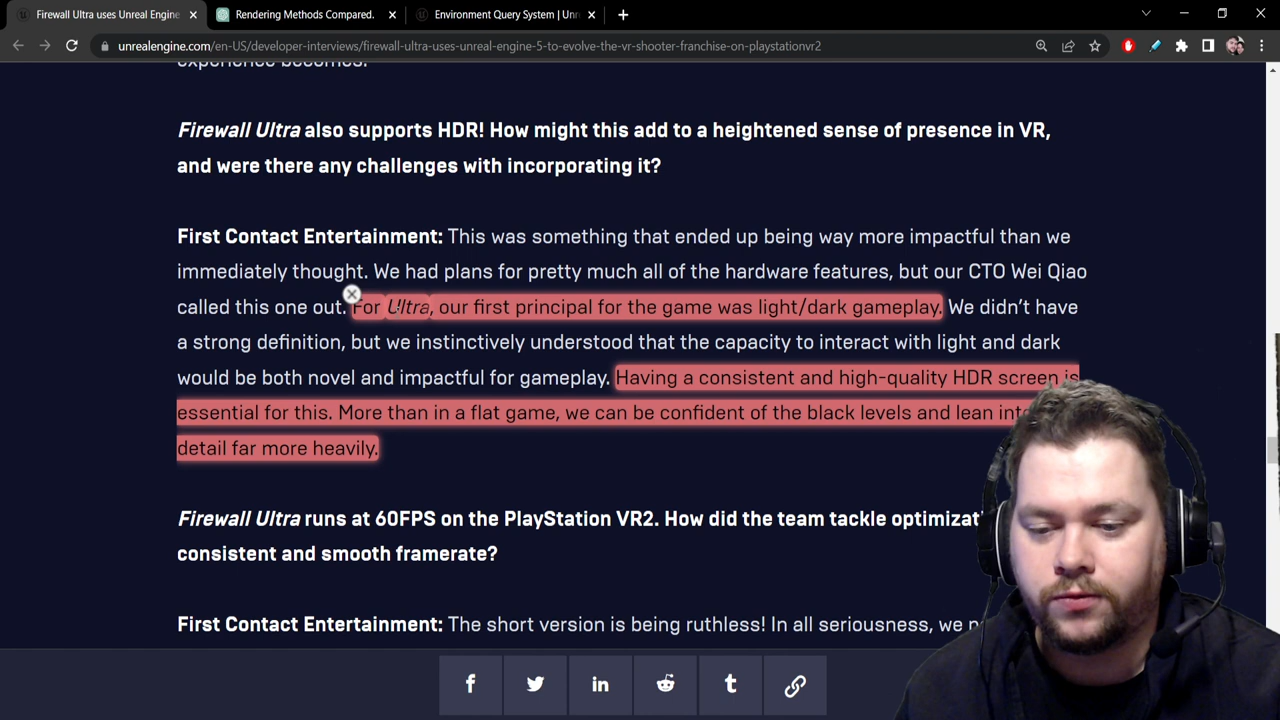 Firewall Ultra uses Unreal Engine
Rendering Methods Compared.
Environment Query System | Unr
unrealengine.com/en-US/developer-interviews/firewall-ultra-uses-unreal-engine-5-to-evolve-the-vr-shooter-franchise-on-playstationvr2
experience becomes.
Firewall Ultra also supports HDR! How might this add to a heightened sense of presence in VR,
and were there any challenges with incorporating it?
First Contact Entertainment: This was something that ended up being way more impactful than we
immediately thought. We had plans for pretty much all of the hardware features, but our CTO Wei Qiao
called this one out. For Ultra, our first principal for the game was light/dark gameplay. We didn’t have
a strong definition, but we instinctively understood that the capacity to interact with light and dark
would be both novel and impactful for gameplay. Having a consistent and high-quality HDR screen is
essential for this. More than in a flat game, we can be confident of the black levels and lean into
detail far more heavily.
Firewall Ultra runs at 60FPS on the PlayStation VR2. How did the team tackle
consistent and smooth framerate?
First Contact Entertainment: The short version is being ruthless! In all seriousness, we
f
t